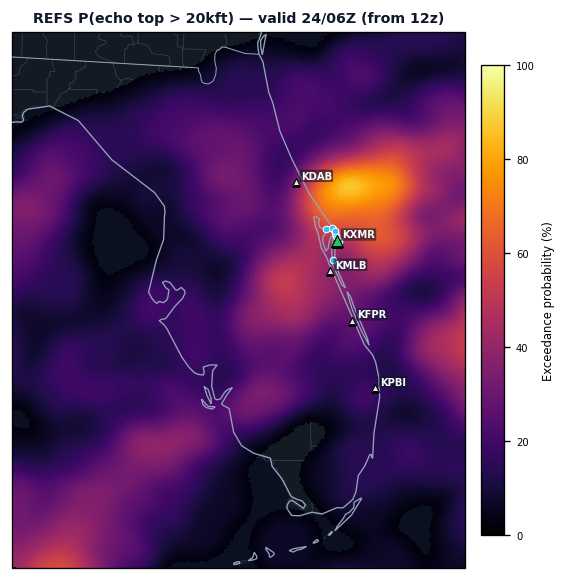 REFS P(echo top > 20kft) — valid 24/06Z (from 12z)
KDAB
KXMR
KMLB
KFPR
KPBI
100
80
60
40
20
0
Exceedance probability (%)